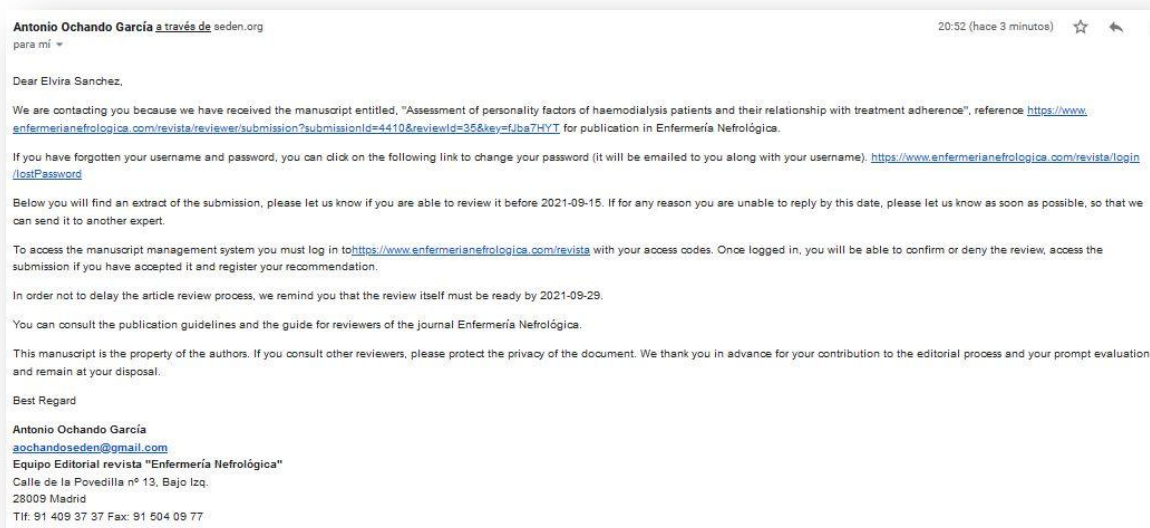 Antonio Ochando García a través de seden.org
20:52 (hace 3 minutos)
para mí
Dear Elvira Sanchez,
We are contacting you because we have received the manuscript entitled, "Assessment of personality factors of haemodialysis patients and their relationship with treatment adherence", reference https://www.
enfermerianefrologica.com/revista/reviewer/submission?submissionId=4410&reviewId=35&key=fJba7HYT for publication in Enfermería Nefrológica.
If you have forgotten your username and password, you can click on the following link to change your password (it will be emailed to you along with your username). https://www.enfermerianefrologica.com/revista/login
/lostPassword
Below you will find an extract of the submission, please let us know if you are able to review it before 2021-09-15. If for any reason you are unable to reply by this date, please let us know as soon as possible, so that we
can send it to another expert.
To access the manuscript management system you must log in tohttps://www.enfermerianefrologica.com/revista with your access codes. Once logged in, you will be able to confirm or deny the review, access the
submission if you have accepted it and register your recommendation.
In order not to delay the article review process, we remind you that the review itself must be ready by 2021-09-29.
You can consult the publication guidelines and the guide for reviewers of the journal Enfermería Nefrológica.
This manuscript is the property of the authors. If you consult other reviewers, please protect the privacy of the document. We thank you in advance for your contribution to the editorial process and your prompt evaluation
and remain at your disposal.
Best Regard
Antonio Ochando García
aochandoseden@gmail.com
Equipo Editorial revista "Enfermería Nefrológica"
Calle de la Povedilla nº 13, Bajo Izq.
28009 Madrid
Tlf: 91 409 37 37 Fax: 91 504 09 77